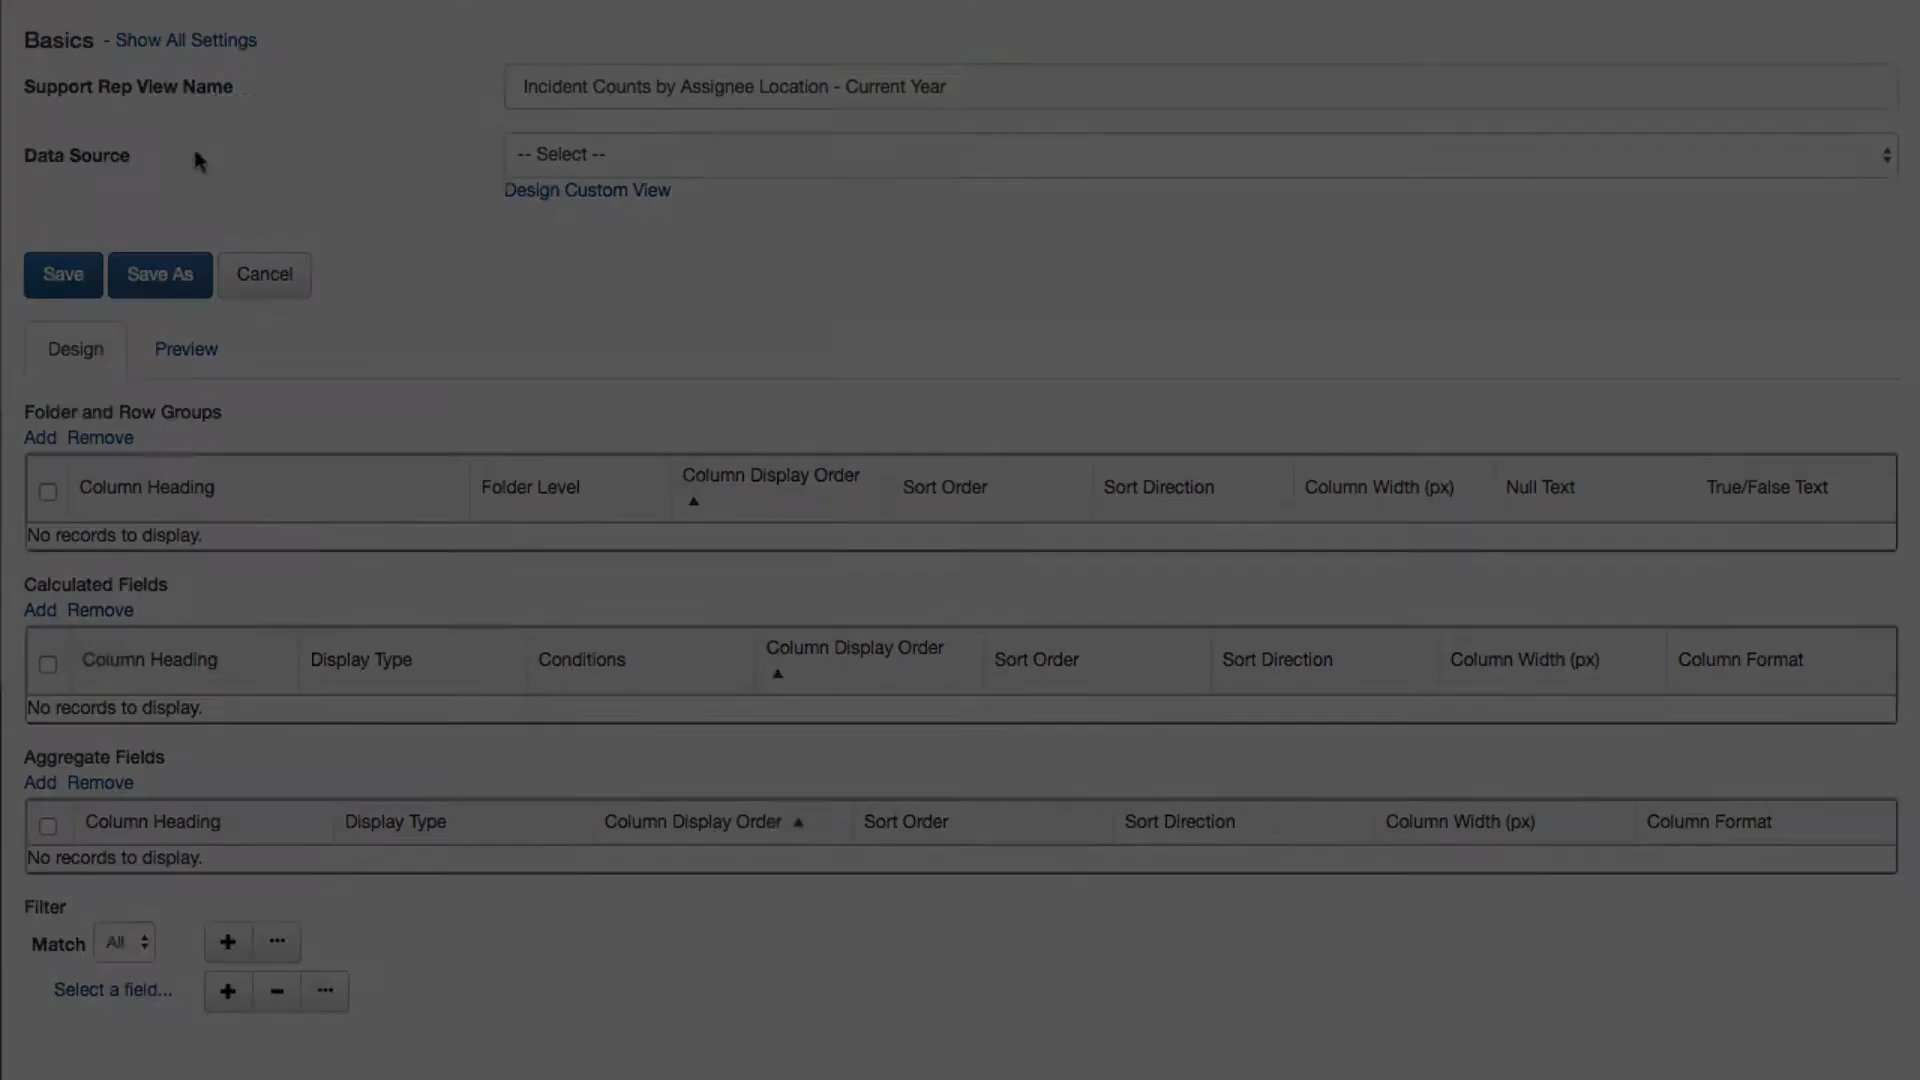 Basics - Show All Settings
Support Rep View Name
Incident Counts by Assignee Location - Current Year
Data Source
-- Select --
Design Custom View
Save
Save As
Cancel
Design
Preview
Folder and Row Groups
Add Remove
Column Heading
Folder Level
Column Display Order ▲
Sort Order
Sort Direction
Column Width (px)
Null Text
True/False Text
No records to display.
Calculated Fields
Add Remove
Column Heading
Display Type
Conditions
Column Display Order ▲
Sort Order
Sort Direction
Column Width (px)
Column Format
No records to display.
Aggregate Fields
Add Remove
Column Heading
Display Type
Column Display Order ▲
Sort Order
Sort Direction
Column Width (px)
Column Format
No records to display.
Filter
Match All + ···
Select a field... + - ···